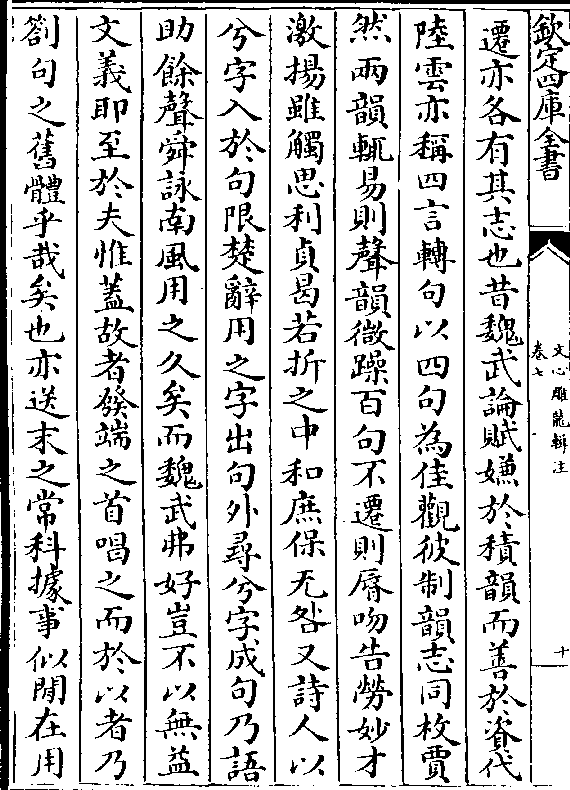 欽定四庫全書
文心雕龍輯注
卷七
十
遷亦各有其志也昔魏武論賦嫌於積韻而善於資代
陸雲亦稱四言轉句以四句為佳觀彼制韻志同枚賈
然兩韻輒易則聲韻微躁百句不遷則脣吻告勞妙才
激揚雖觸思利貞曷若折之中和庶保无咎又詩人以
兮字入於句限楚辭用之字出句外尋兮字成句乃語
助餘聲舜詠南風用之久矣而魏武弗好豈不以無益
文義耶至於夫惟蓋故者發端之首唱之而於以者乃
劄句之舊體乎哉矣也亦送末之常科據事似閒在用